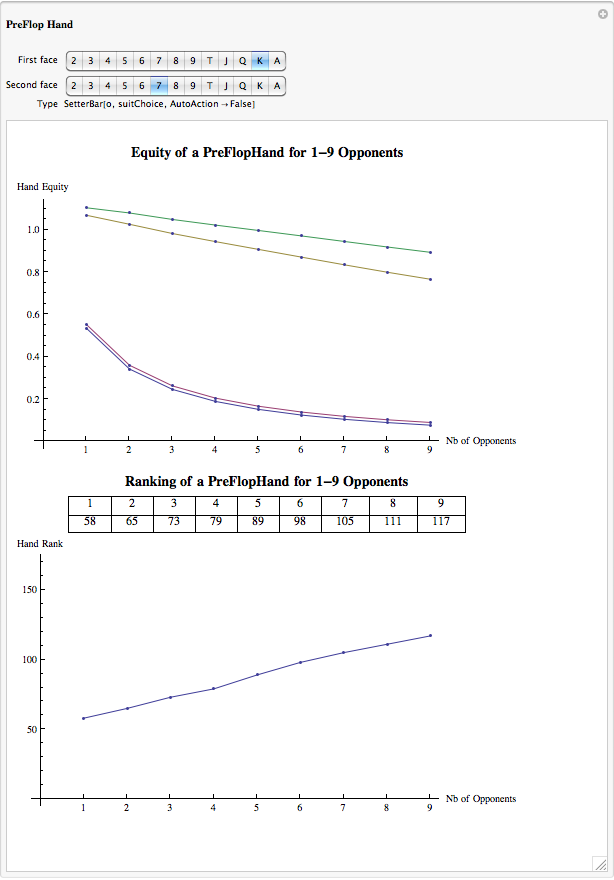 PreFlop Hand
First face 2 3 4 5 6 7 8 9 T J Q K A
Second face 2 3 4 5 6 7 8 9 T J Q K A
Type SetterBar[o, suitChoice, AutoAction → False]
Equity of a PreFlopHand for 1–9 Opponents
Hand Equity
1.0
0.8
0.6
0.4
0.2
1 2 3 4 5 6 7 8 9 Nb of Opponents
Ranking of a PreFlopHand for 1–9 Opponents
1 2 3 4 5 6 7 8 9
58 65 73 79 89 98 105 111 117
Hand Rank
150
100
50
1 2 3 4 5 6 7 8 9 Nb of Opponents